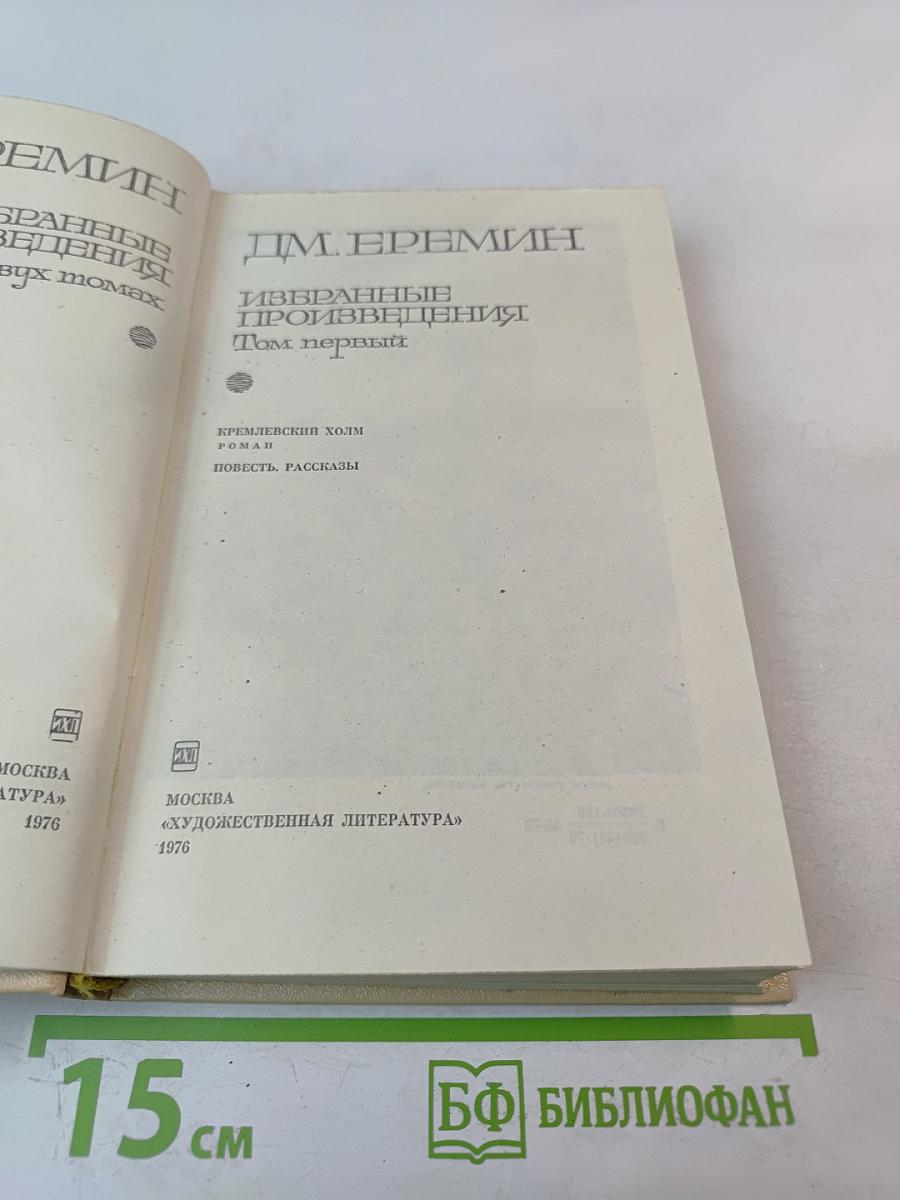 РЕМИН
БРАННЫЕ
ВЕДЕНИЯ
вух томах
МОСКВА
АТУРА»
1976
ДМ. ЕРЕМИН
ИЗБРАННЫЕ
ПРОИЗВЕДЕНИЯ
Том первый
КРЕМЛЕВСКИЙ ХОЛМ
РОМАН
ПОВЕСТЬ. РАССКАЗЫ
МОСКВА
«ХУДОЖЕСТВЕННАЯ ЛИТЕРАТУРА»
1976
15 см
БФ БИБЛИОФАН